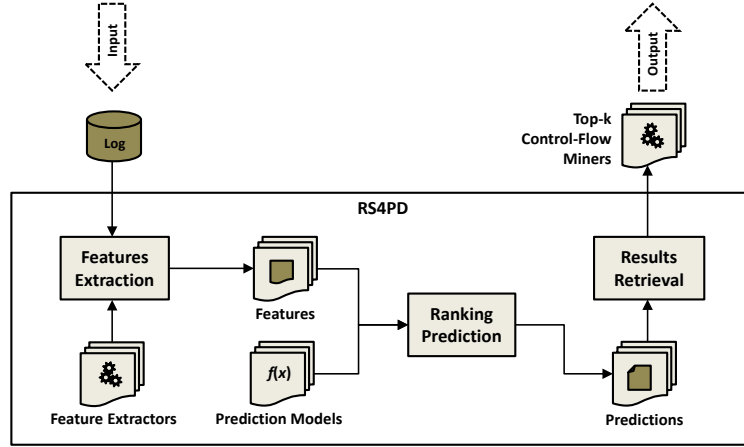 Input
Output
Log
Top-k
Control-Flow
Miners
RS4PD
Features
Extraction
Results
Retrieval
Features
Ranking
Prediction
f(x)
Feature Extractors
Prediction Models
Predictions